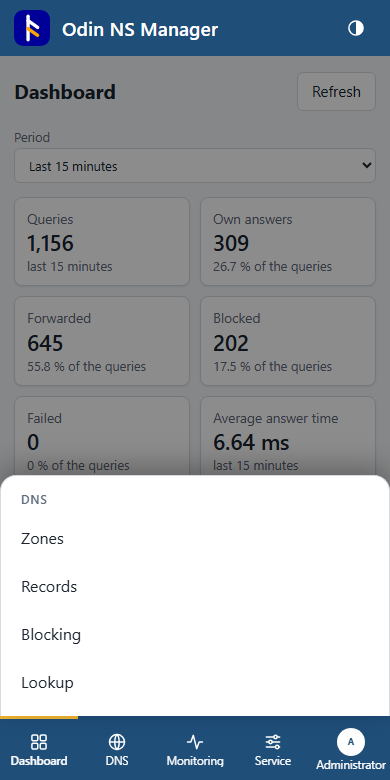 Odin NS Manager
Dashboard
Refresh
Period
Last 15 minutes
Queries
1,156
last 15 minutes
Own answers
309
26.7 % of the queries
Forwarded
645
55.8 % of the queries
Blocked
202
17.5 % of the queries
Failed
0
0 % of the queries
Average answer time
6.64 ms
last 15 minutes
DNS
Zones
Records
Blocking
Lookup
Dashboard
DNS
Monitoring
Service
A
Administrator